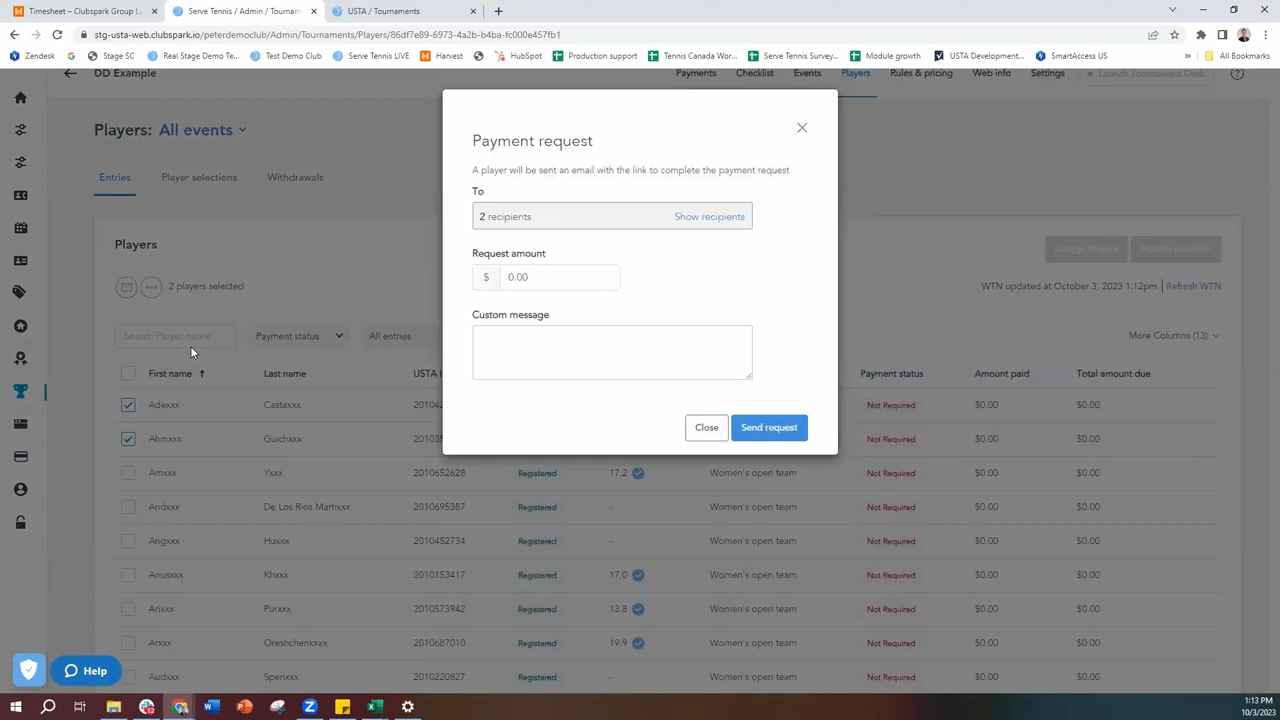 Timesheet – Clubspark Group L
Serve Tennis / Admin / Tournam
USTA / Tournaments
stg-usta-web.clubspark.co/peterdemoclub/Admin/Tournaments/Players/86df7e89-6973-4a2b-b4ba-fc000e457fb1
Zendesk
Stage SC
Real Stage Demo Te...
Test Demo Club
Serve Tennis LIVE
Harvest
HubSpot
Production support
Tennis Canada Wor...
Serve Tennis Survey...
Module growth
USTA Development...
SmartAccess US
»
All Bookmarks
DD Example
Payments
Checklist
Events
Players
Rules & pricing
Web info
Settings
Launch Tournament Desk
Players: All events
Entries
Player selections
Withdrawals
Players
Charge Players
2 players selected
WTN updated at October 3, 2023 1:12pm | Refresh WTN
Search Player name
Payment status
All entries
More Columns (13)
First name
Last name
Payment status
Amount paid
Total amount due
Adexxx
Castaxxx
Not Required
$0.00
$0.00
Ahmxxx
Guichxxx
Not Required
$0.00
$0.00
Amxxx
Yxxx
2010652628
Registered
17.2
Women's open team
Not Required
$0.00
$0.00
Andxxx
De Los Rios Martixxx
2010695387
Registered
-
Women's open team
Not Required
$0.00
$0.00
Angxxx
Huxxx
2010452734
Registered
-
Women's open team
Not Required
$0.00
$0.00
Anusxxx
Khxxx
2010153417
Registered
17.0
Women's open team
Not Required
$0.00
$0.00
Arixxx
Purxxx
2010573942
Registered
13.8
Women's open team
Not Required
$0.00
$0.00
Arxxx
Oreshchenkxxx
2010687010
Registered
19.9
Women's open team
Not Required
$0.00
$0.00
Audxxx
Spenxxx
2010220827
Registered
-
Women's open team
Not Required
$0.00
$0.00
Payment request
A player will be sent an email with the link to complete the payment request
To
2 recipients
Show recipients
Request amount
$ 0.00
Custom message
Close
Send request
Help
1:13 PM
10/3/2023